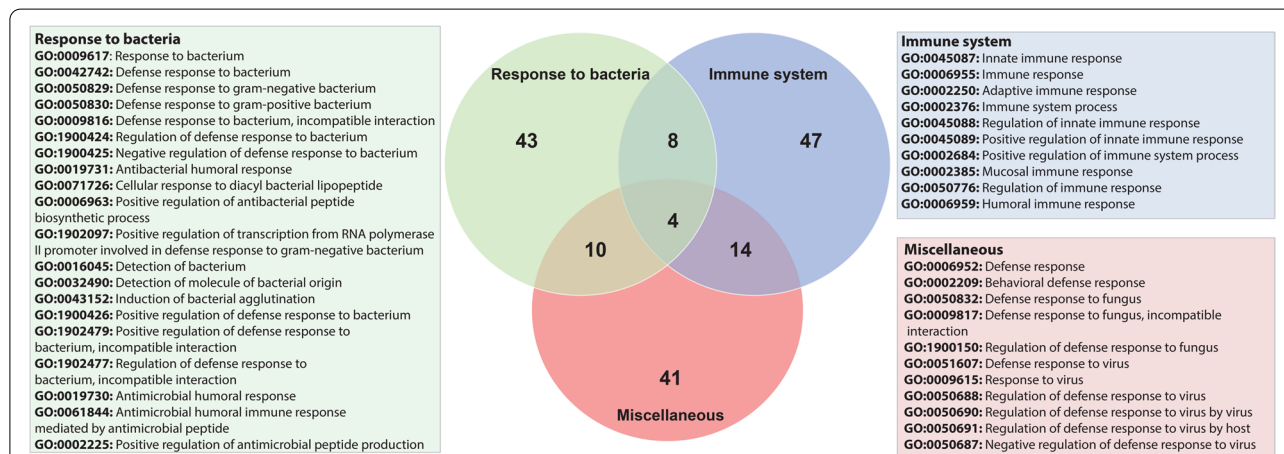 Response to bacteria
GO:0009617: Response to bacterium
GO:0042742: Defense response to bacterium
GO:0050829: Defense response to gram-negative bacterium
GO:0050830: Defense response to gram-positive bacterium
GO:0009816: Defense response to bacterium, incompatible interaction
GO:1900424: Regulation of defense response to bacterium
GO:1900425: Negative regulation of defense response to bacterium
GO:0019731: Antibacterial humoral response
GO:0071726: Cellular response to diacyl bacterial lipopeptide
GO:0006963: Positive regulation of antibacterial peptide
biosynthetic process
GO:1902097: Positive regulation of transcription from RNA polymerase
II promoter involved in defense response to gram-negative bacterium
GO:0016045: Detection of bacterium
GO:0032490: Detection of molecule of bacterial origin
GO:0043152: Induction of bacterial agglutination
GO:1900426: Positive regulation of defense response to bacterium
GO:1902479: Positive regulation of defense response to
bacterium, incompatible interaction
GO:1902477: Regulation of defense response to
bacterium, incompatible interaction
GO:0019730: Antimicrobial humoral response
GO:0061844: Antimicrobial humoral immune response
mediated by antimicrobial peptide
GO:0002225: Positive regulation of antimicrobial peptide production
Response to bacteria
Immune system
43
8
47
4
10
14
41
Miscellaneous
Immune system
GO:0045087: Innate immune response
GO:0006955: Immune response
GO:0002250: Adaptive immune response
GO:0002376: Immune system process
GO:0045088: Regulation of innate immune response
GO:0045089: Positive regulation of innate immune response
GO:0002684: Positive regulation of immune system process
GO:0002385: Mucosal immune response
GO:0050776: Regulation of immune response
GO:0006959: Humoral immune response
Miscellaneous
GO:0006952: Defense response
GO:0002209: Behavioral defense response
GO:0050832: Defense response to fungus
GO:0009817: Defense response to fungus, incompatible
interaction
GO:1900150: Regulation of defense response to fungus
GO:0051607: Defense response to virus
GO:0009615: Response to virus
GO:0050688: Regulation of defense response to virus
GO:0050690: Regulation of defense response to virus by virus
GO:0050691: Regulation of defense response to virus by host
GO:0050687: Negative regulation of defense response to virus